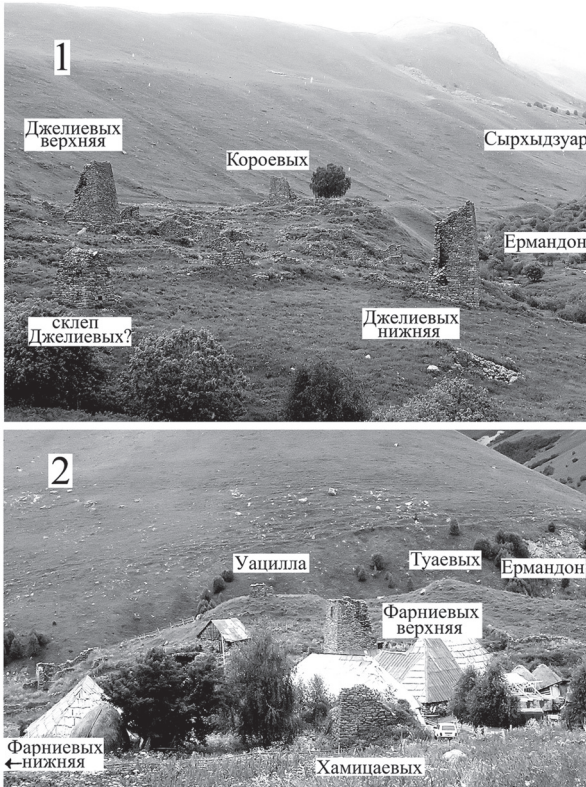 1
Джелиевых
верхняя
Короевых
Сырхыдзуар
Ермандон
склеп
Джелиевых?
Джелиевых
нижняя
2
Уацилла
Туаевых
Ермандон
Фарниевых
верхняя
Фарниевых
←нижняя
Хамицаевых